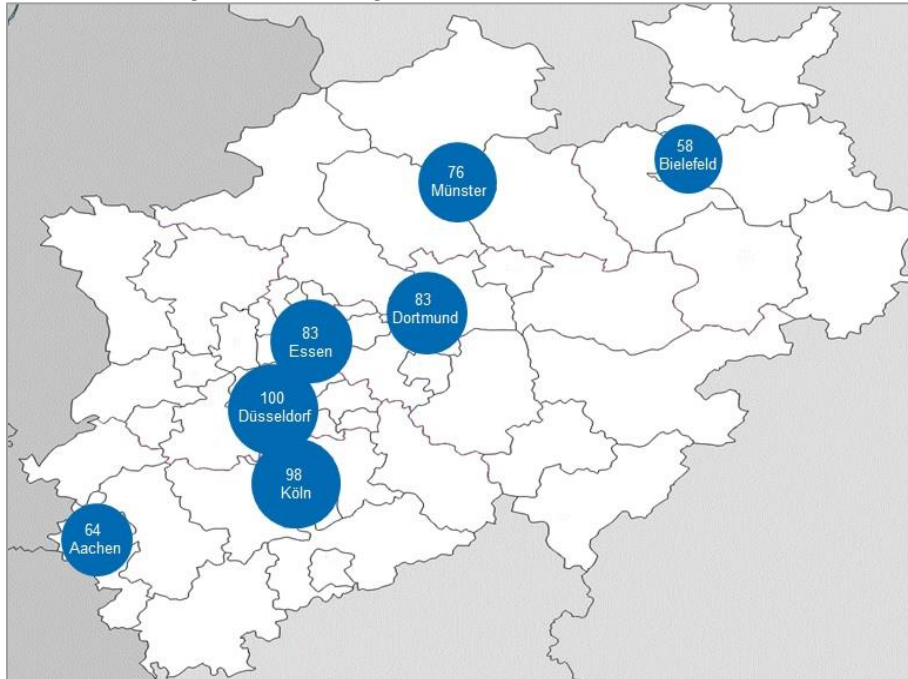 76
Münster
58
Bielefeld
83
Dortmund
83
Essen
100
Düsseldorf
98
Köln
64
Aachen